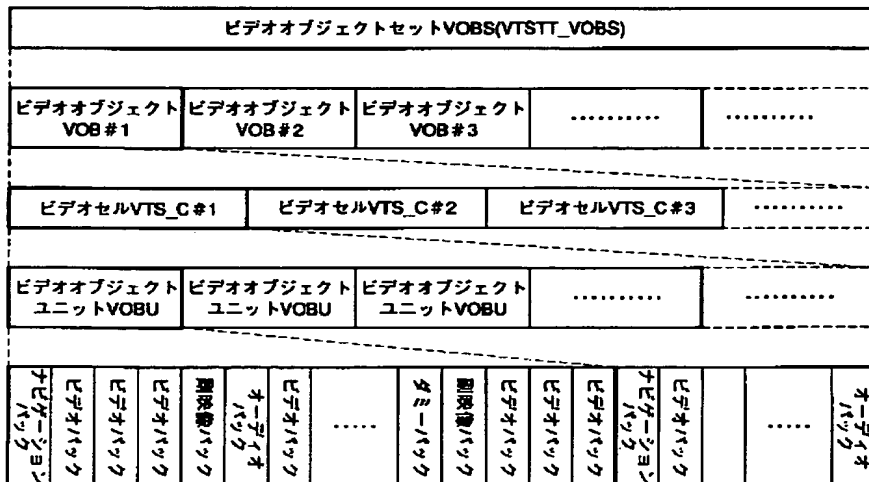 ビデオオブジェクトセットVOBS(VTSTT_VOBS)
ビデオオブジェクト
VOB#1
ビデオオブジェクト
VOB#2
ビデオオブジェクト
VOB#3
··········
··········
ビデオセルVTS_C#1
ビデオセルVTS_C#2
ビデオセルVTS_C#3
··········
ビデオオブジェクト
ユニットVOBU
ビデオオブジェクト
ユニットVOBU
ビデオオブジェクト
ユニットVOBU
··········
··········
ナビゲーション
パック
ビデオパック
ビデオパック
ビデオパック
副映像パック
オーディオ
パック
ビデオパック
·····
ダミーパック
副映像パック
ビデオパック
ビデオパック
ビデオパック
ナビゲーション
パック
ビデオパック
·····
オーディオ
パック